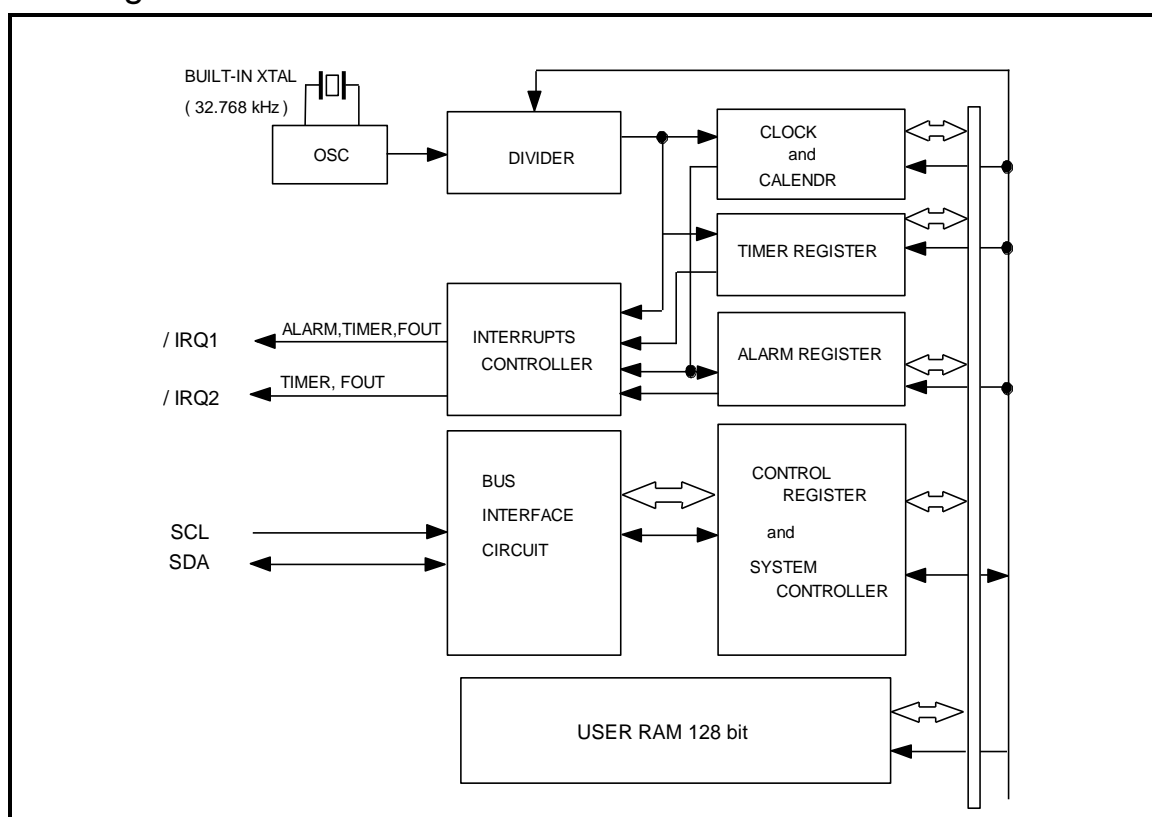 BUILT-IN XTAL
( 32.768 kHz )
OSC
DIVIDER
CLOCK
and
CALENDR
TIMER REGISTER
/ IRQ1
ALARM,TIMER,FOUT
INTERRUPTS
CONTROLLER
ALARM REGISTER
/ IRQ2
TIMER, FOUT
BUS
INTERFACE
CIRCUIT
CONTROL
REGISTER
and
SYSTEM
CONTROLLER
SCL
SDA
USER RAM 128 bit